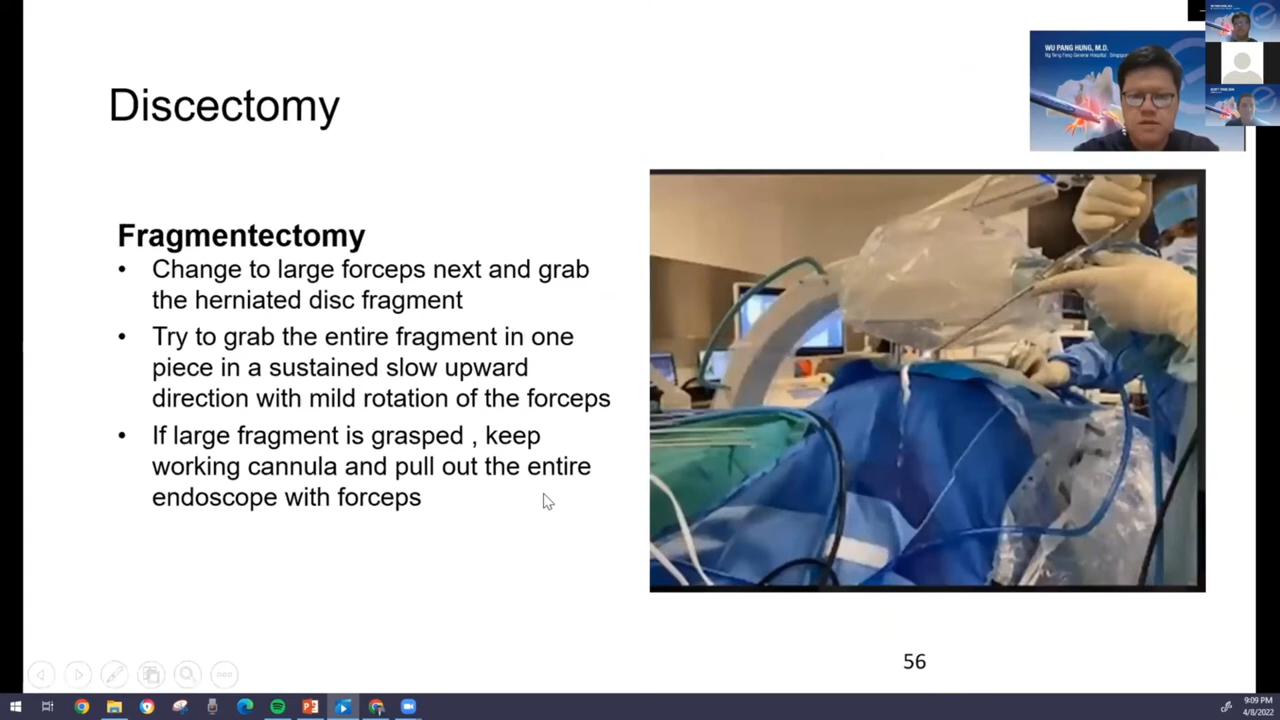 Discectomy
WU PANG HUNG, M.D.
Ng Teng Fong General Hospital, Singapore
Fragmentectomy
• Change to large forceps next and grab
the herniated disc fragment
• Try to grab the entire fragment in one
piece in a sustained slow upward
direction with mild rotation of the forceps
• If large fragment is grasped , keep
working cannula and pull out the entire
endoscope with forceps
56
9:09 PM
4/8/2022